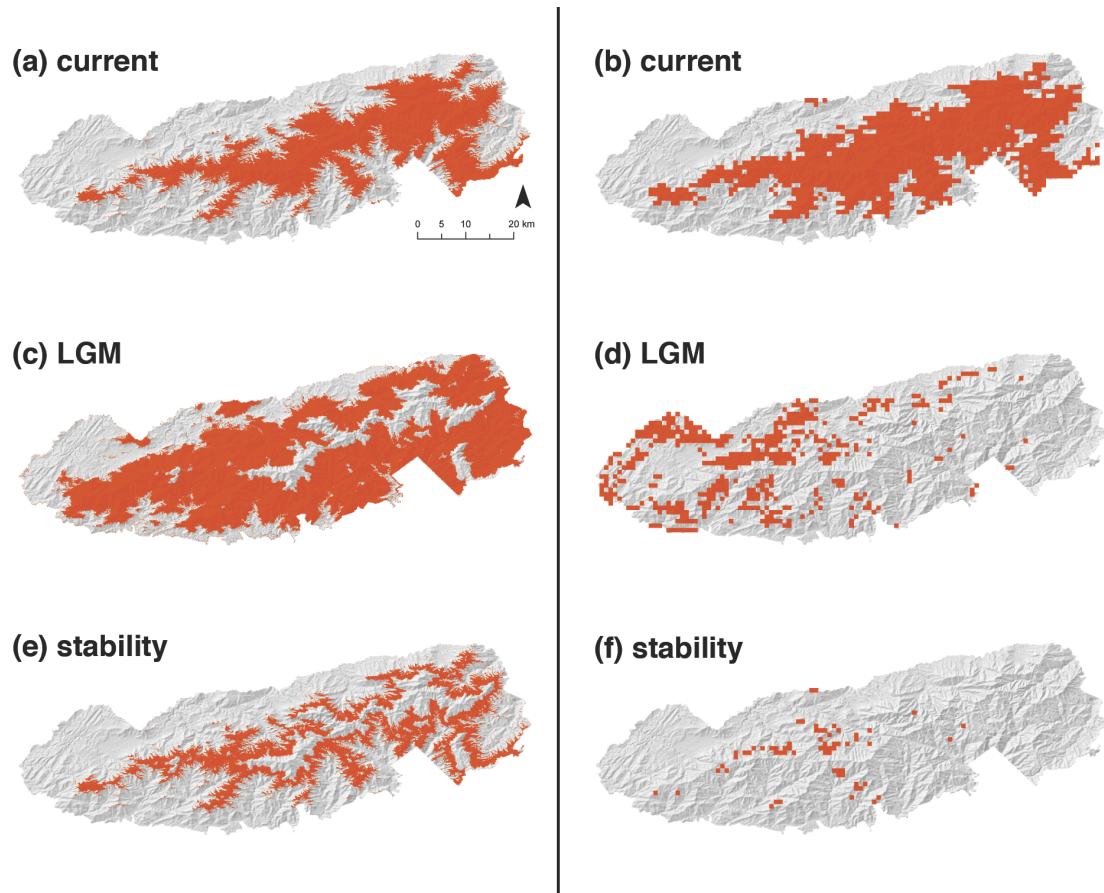 (a) current
(b) current
0 5 10 20 km
(c) LGM
(d) LGM
(e) stability
(f) stability